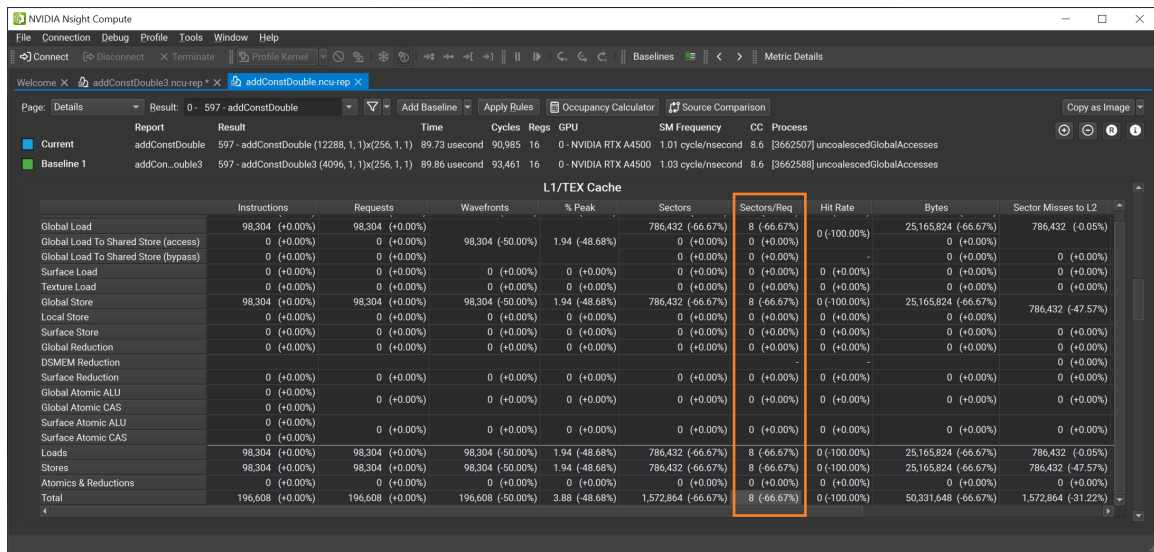 NVIDIA Nsight Compute
File Connection Debug Profile Tools Window Help
Connect Disconnect Terminate Profile Kernel Baselines Metric Details
Welcome addConstDouble3.ncu-rep * addConstDouble.ncu-rep
Page: Details Result: 0 - 597 - addConstDouble Add Baseline Apply Rules Occupancy Calculator Source Comparison Copy as Image
Report Result Time Cycles Regs GPU SM Frequency CC Process
Current addConstDouble 597 - addConstDouble (12288, 1, 1)x(256, 1, 1) 89.73 usecond 90,985 16 0 - NVIDIA RTX A4500 1.01 cycle/nsecond 8.6 [3662507] uncoalescedGlobalAccesses
Baseline 1 addCon...ouble3 597 - addConstDouble3 (4096, 1, 1)x(256, 1, 1) 89.86 usecond 93,461 16 0 - NVIDIA RTX A4500 1.03 cycle/nsecond 8.6 [3662588] uncoalescedGlobalAccesses
L1/TEX Cache
Instructions Requests Wavefronts % Peak Sectors Sectors/Req Hit Rate Bytes Sector Misses to L2
Global Load 98,304 (+0.00%) 98,304 (+0.00%) 786,432 (-66.67%) 8 (-66.67%) 0 (-100.00%) 25,165,824 (-66.67%) 786,432 (-0.05%)
Global Load To Shared Store (access) 0 (+0.00%) 0 (+0.00%) 98,304 (-50.00%) 1.94 (-48.68%) 0 (+0.00%) 0 (+0.00%) 0 (+0.00%)
Global Load To Shared Store (bypass) 0 (+0.00%) 0 (+0.00%) 0 (+0.00%) 0 (+0.00%) - 0 (+0.00%) 0 (+0.00%)
Surface Load 0 (+0.00%) 0 (+0.00%) 0 (+0.00%) 0 (+0.00%) 0 (+0.00%) 0 (+0.00%) 0 (+0.00%) 0 (+0.00%) 0 (+0.00%)
Texture Load 0 (+0.00%) 0 (+0.00%) 0 (+0.00%) 0 (+0.00%) 0 (+0.00%) 0 (+0.00%) 0 (+0.00%) 0 (+0.00%) 0 (+0.00%)
Global Store 98,304 (+0.00%) 98,304 (+0.00%) 98,304 (-50.00%) 1.94 (-48.68%) 786,432 (-66.67%) 8 (-66.67%) 0 (-100.00%) 25,165,824 (-66.67%) 786,432 (-47.57%)
Local Store 0 (+0.00%) 0 (+0.00%) 0 (+0.00%) 0 (+0.00%) 0 (+0.00%) 0 (+0.00%) 0 (+0.00%) 0 (+0.00%)
Surface Store 0 (+0.00%) 0 (+0.00%) 0 (+0.00%) 0 (+0.00%) 0 (+0.00%) 0 (+0.00%) 0 (+0.00%) 0 (+0.00%) 0 (+0.00%)
Global Reduction 0 (+0.00%) 0 (+0.00%) 0 (+0.00%) 0 (+0.00%) 0 (+0.00%) 0 (+0.00%) 0 (+0.00%) 0 (+0.00%) 0 (+0.00%)
DSMEM Reduction - - 0 (+0.00%)
Surface Reduction 0 (+0.00%) 0 (+0.00%) 0 (+0.00%) 0 (+0.00%) 0 (+0.00%) 0 (+0.00%) 0 (+0.00%) 0 (+0.00%) 0 (+0.00%)
Global Atomic ALU 0 (+0.00%) 0 (+0.00%) 0 (+0.00%) 0 (+0.00%) 0 (+0.00%) 0 (+0.00%) 0 (+0.00%) 0 (+0.00%) 0 (+0.00%)
Global Atomic CAS 0 (+0.00%)
Surface Atomic ALU 0 (+0.00%) 0 (+0.00%) 0 (+0.00%) 0 (+0.00%) 0 (+0.00%) 0 (+0.00%) 0 (+0.00%) 0 (+0.00%) 0 (+0.00%)
Surface Atomic CAS 0 (+0.00%)
Loads 98,304 (+0.00%) 98,304 (+0.00%) 98,304 (-50.00%) 1.94 (-48.68%) 786,432 (-66.67%) 8 (-66.67%) 0 (-100.00%) 25,165,824 (-66.67%) 786,432 (-0.05%)
Stores 98,304 (+0.00%) 98,304 (+0.00%) 98,304 (-50.00%) 1.94 (-48.68%) 786,432 (-66.67%) 8 (-66.67%) 0 (-100.00%) 25,165,824 (-66.67%) 786,432 (-47.57%)
Atomics & Reductions 0 (+0.00%) 0 (+0.00%) 0 (+0.00%) 0 (+0.00%) 0 (+0.00%) 0 (+0.00%) 0 (+0.00%) 0 (+0.00%) 0 (+0.00%)
Total 196,608 (+0.00%) 196,608 (+0.00%) 196,608 (-50.00%) 3.88 (-48.68%) 1,572,864 (-66.67%) 8 (-66.67%) 0 (-100.00%) 50,331,648 (-66.67%) 1,572,864 (-31.22%)